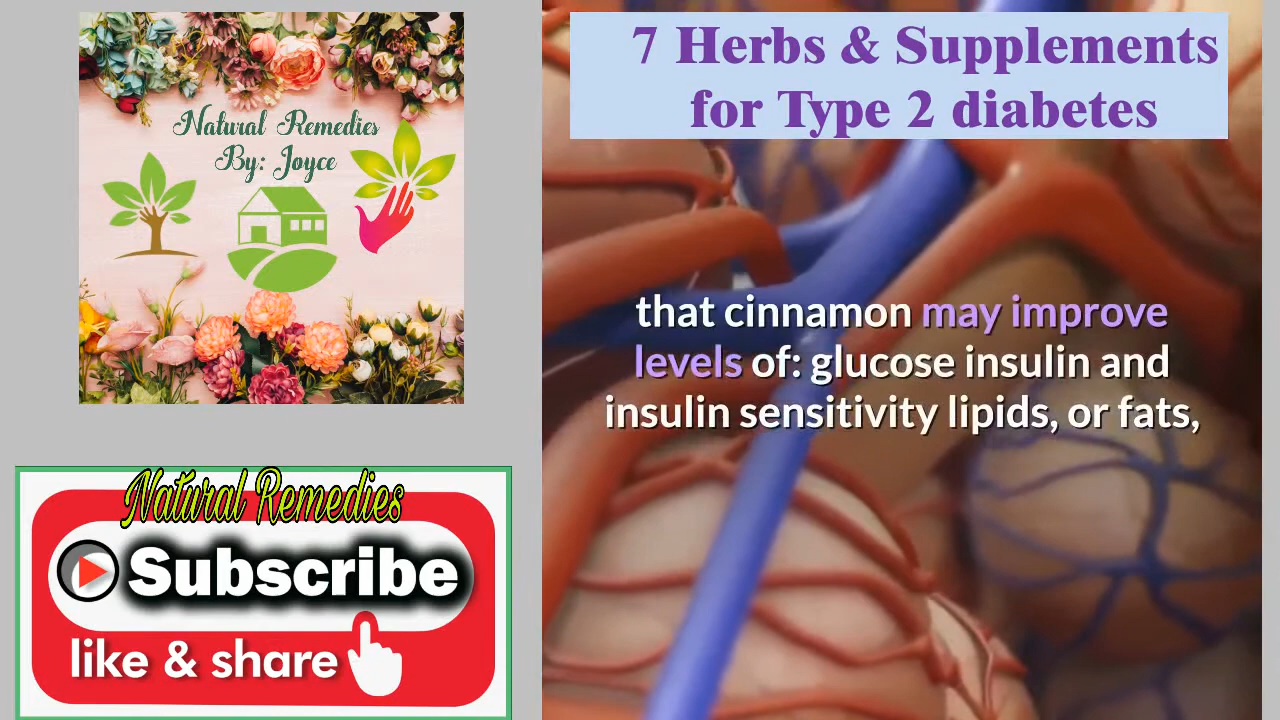 Natural Remedies
By: Joyce
Natural Remedies
Subscribe
like & share
7 Herbs & Supplements
for Type 2 diabetes
that cinnamon may improve
levels of: glucose insulin and
insulin sensitivity lipids, or fats,